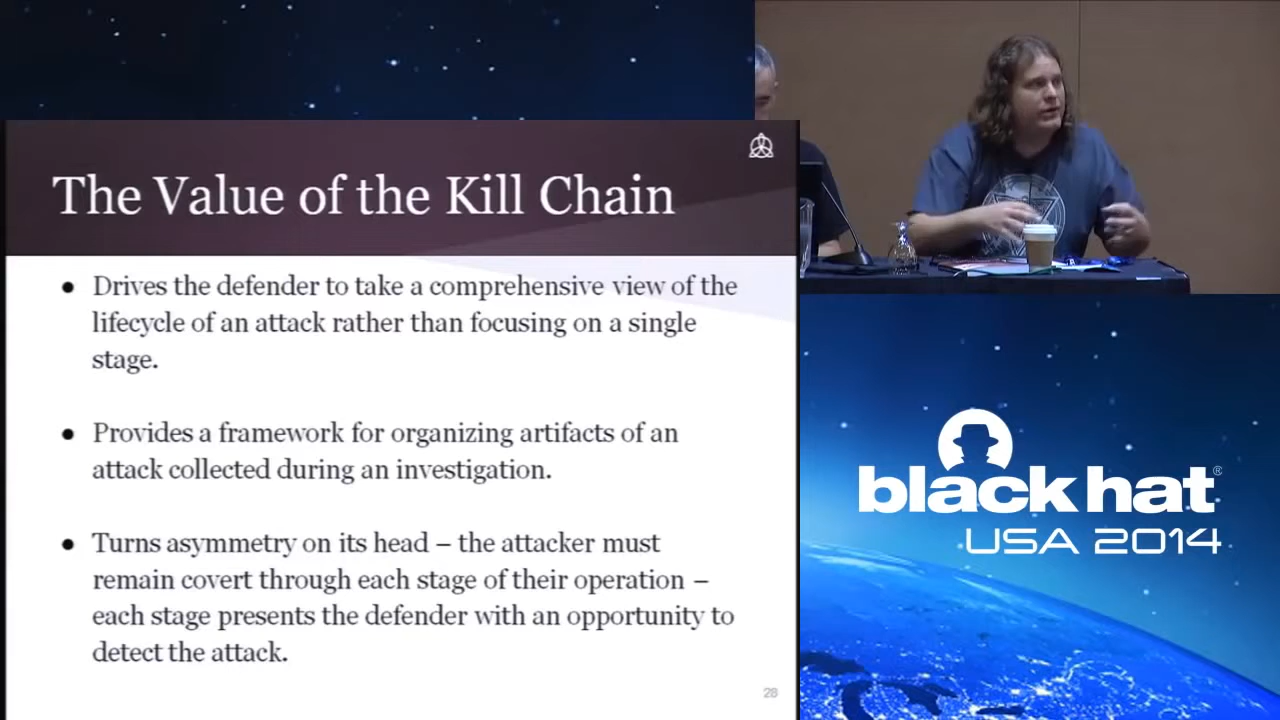 The Value of the Kill Chain
● Drives the defender to take a comprehensive view of the
lifecycle of an attack rather than focusing on a single
stage.
● Provides a framework for organizing artifacts of an
attack collected during an investigation.
● Turns asymmetry on its head – the attacker must
remain covert through each stage of their operation –
each stage presents the defender with an opportunity to
detect the attack.
28
black hat®
USA 2014